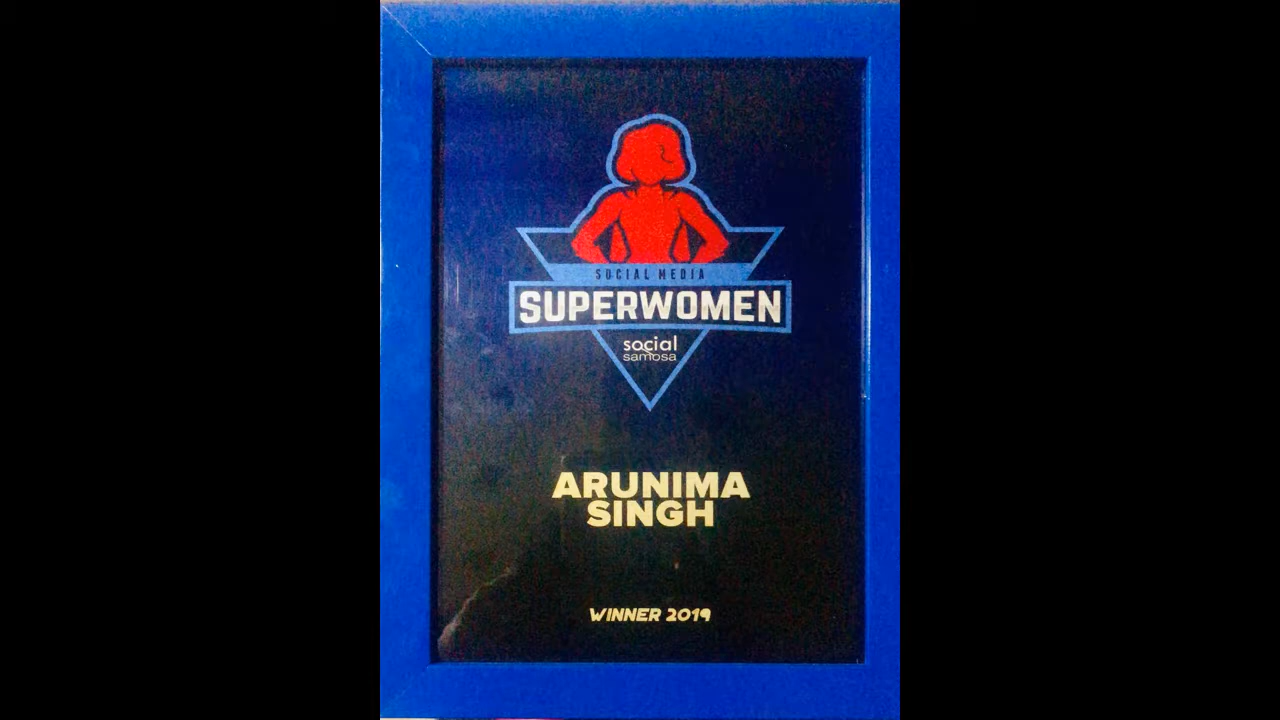 SOCIAL MEDIA
SUPERWOMEN
social
samosa
ARUNIMA
SINGH
WINNER 2019